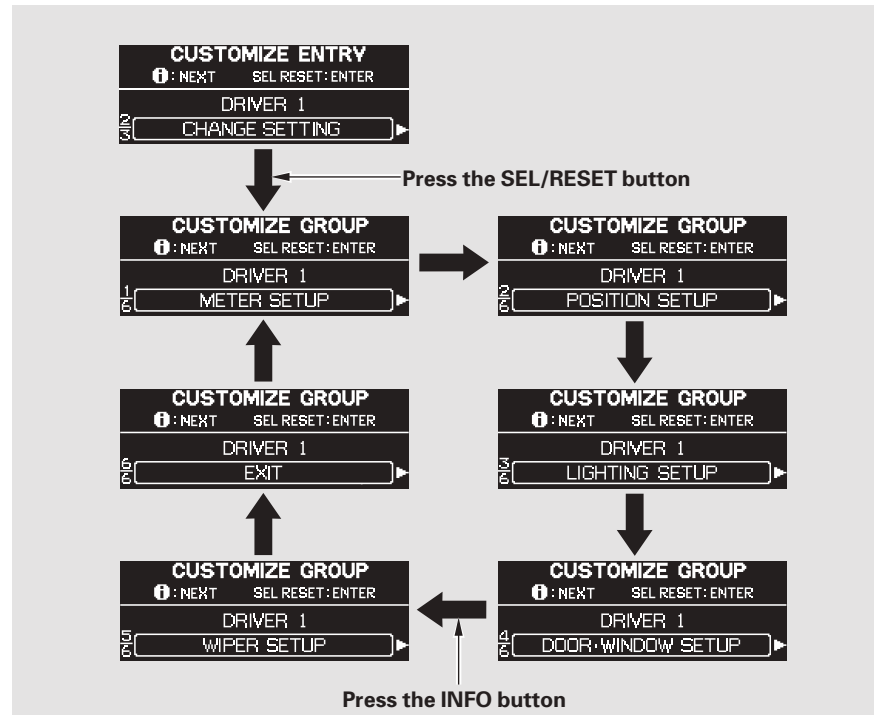 CUSTOMIZE ENTRY
i : NEXT SEL RESET : ENTER
DRIVER 1
2/3 CHANGE SETTING
Press the SEL/RESET button
CUSTOMIZE GROUP
i : NEXT SEL RESET : ENTER
DRIVER 1
1/6 METER SETUP
CUSTOMIZE GROUP
i : NEXT SEL RESET : ENTER
DRIVER 1
2/6 POSITION SETUP
CUSTOMIZE GROUP
i : NEXT SEL RESET : ENTER
DRIVER 1
6/6 EXIT
CUSTOMIZE GROUP
i : NEXT SEL RESET : ENTER
DRIVER 1
3/6 LIGHTING SETUP
CUSTOMIZE GROUP
i : NEXT SEL RESET : ENTER
DRIVER 1
5/6 WIPER SETUP
CUSTOMIZE GROUP
i : NEXT SEL RESET : ENTER
DRIVER 1
4/6 DOOR·WINDOW SETUP
Press the INFO button